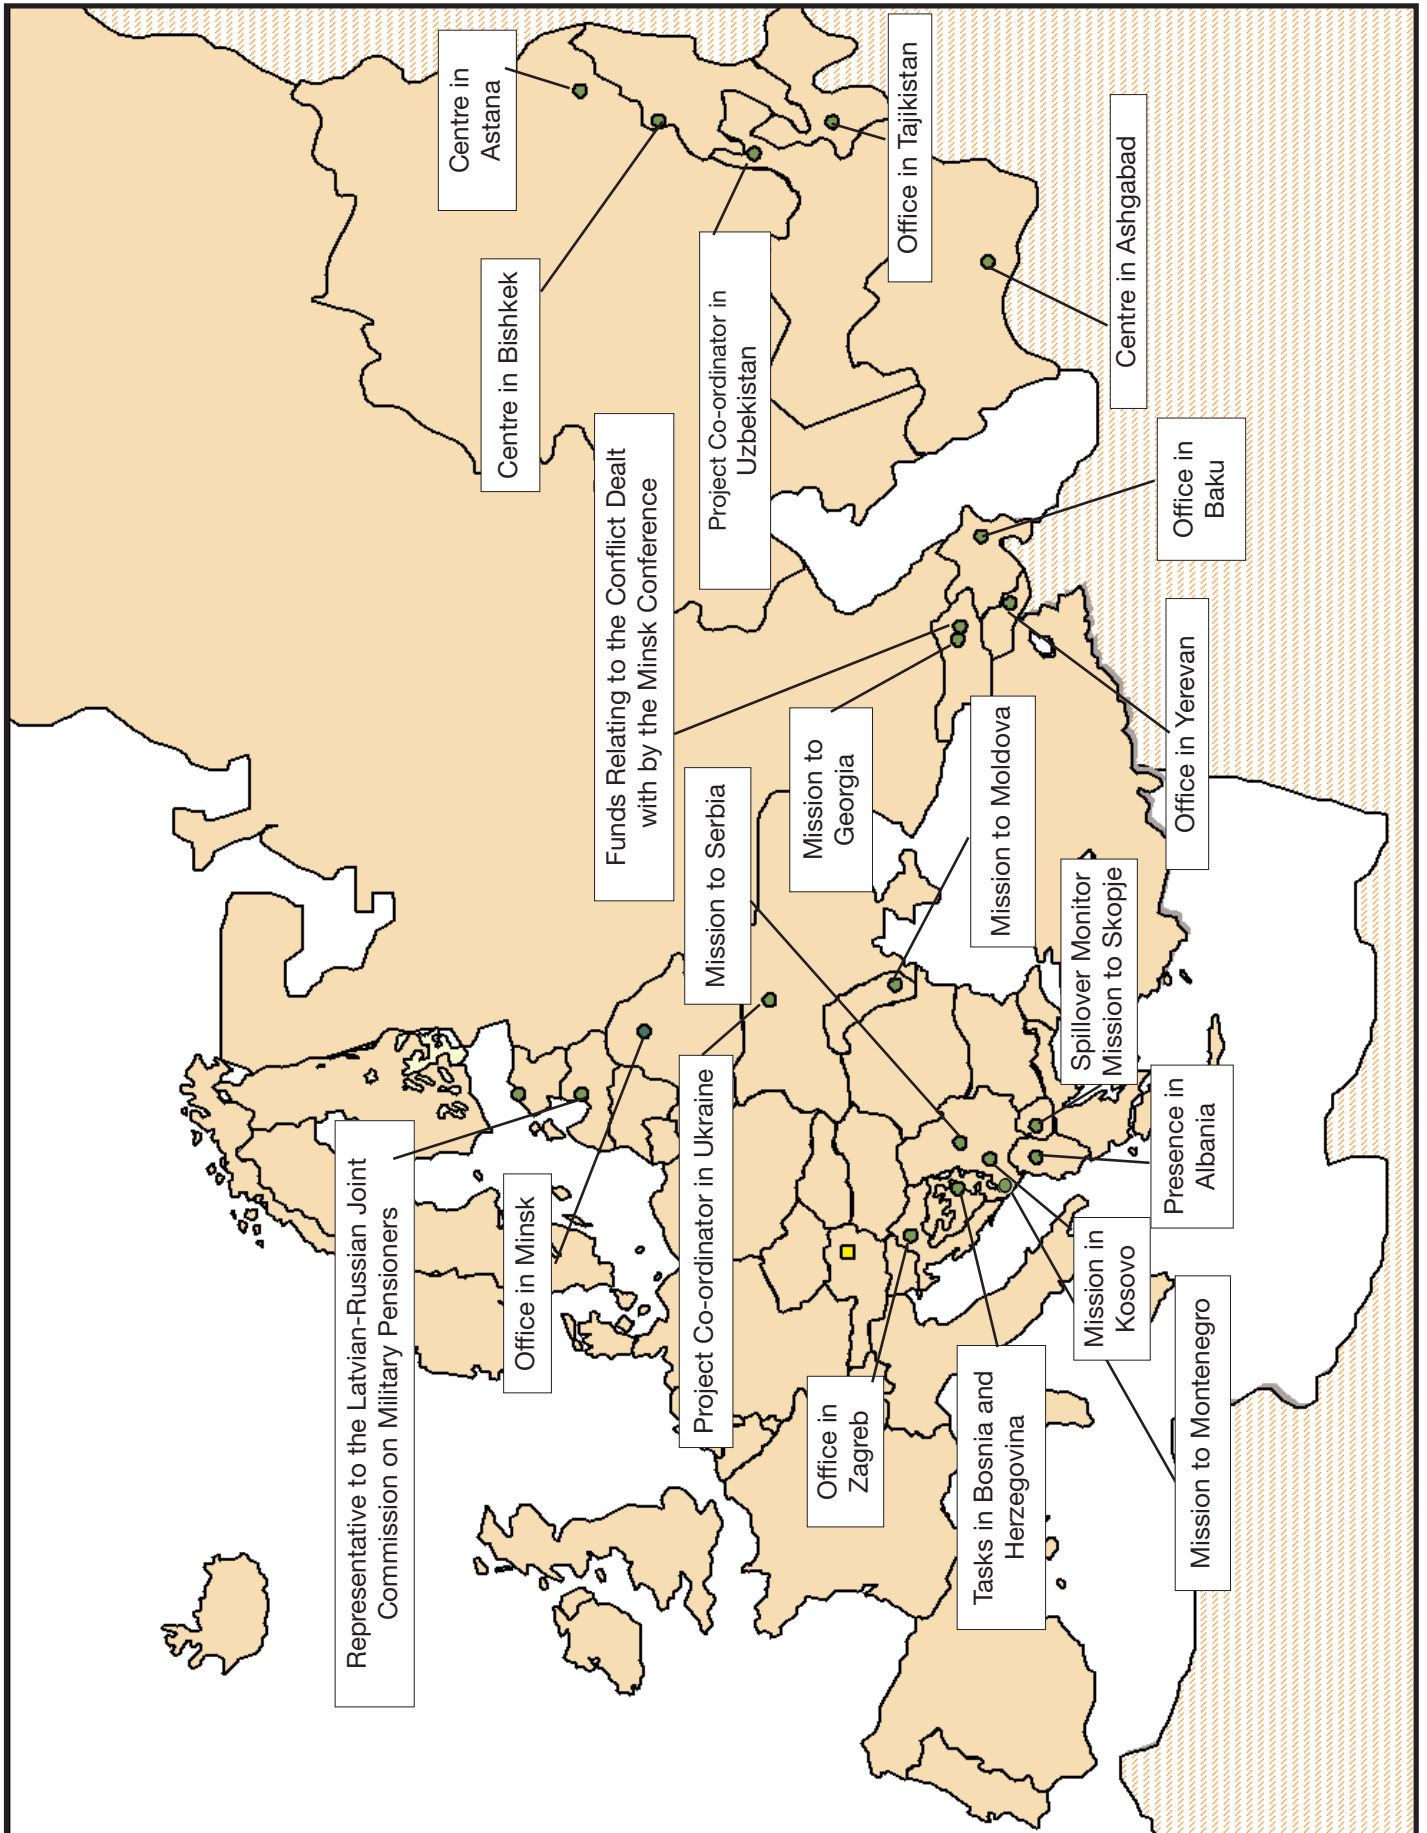 Representative to the Latvian-Russian Joint
Commission on Military Pensioners
Office in Minsk
Centre in
Astana
Centre in Bishkek
Funds Relating to the Conflict Dealt
with by the Minsk Conference
Project Co-ordinator in Ukraine
Mission to Serbia
Project Co-ordinator in
Uzbekistan
Mission to
Georgia
Office in
Zagreb
Office in Tajikistan
Tasks in Bosnia and
Herzegovina
Mission to Moldova
Spillover Monitor
Mission to Skopje
Mission in
Kosovo
Centre in Ashgabad
Presence in
Albania
Office in
Baku
Office in Yerevan
Mission to Montenegro